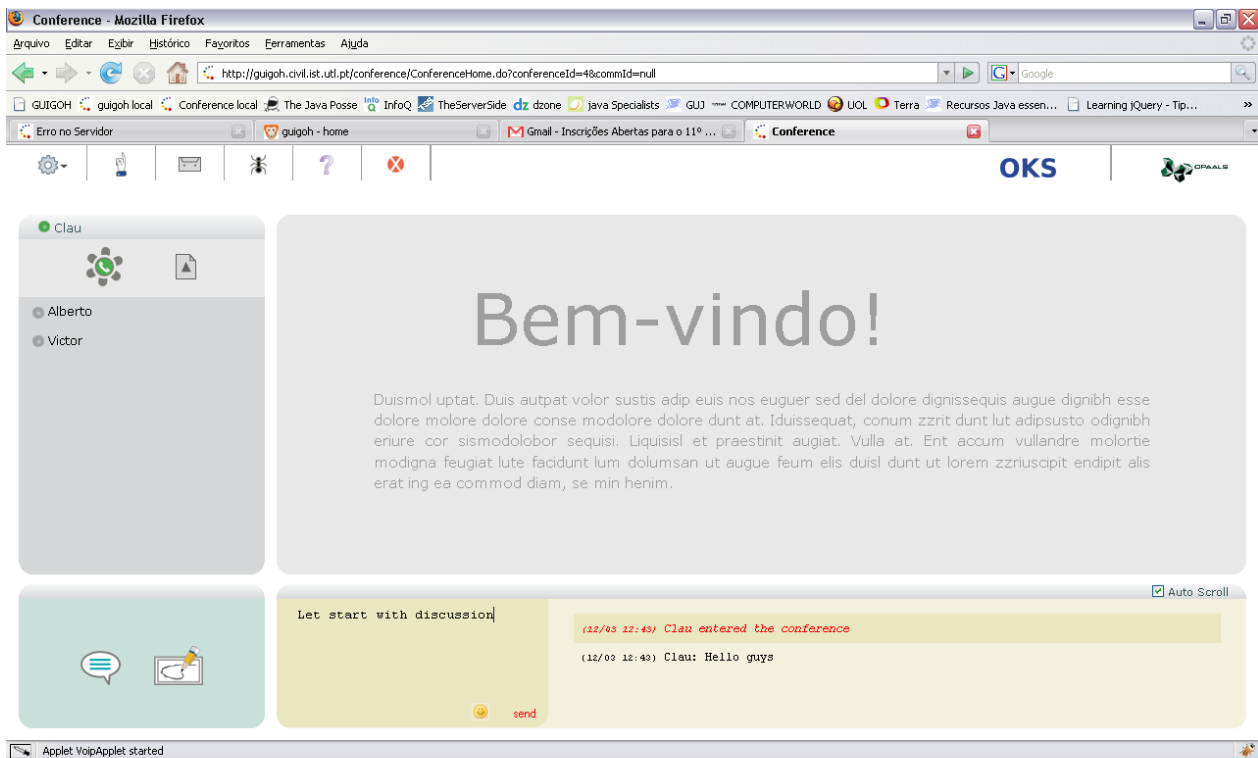 Conference - Mozilla Firefox
Arquivo Editar Exibir Histórico Favoritos Ferramentas Ajuda
http://guigoh.civil.ist.utl.pt/conference/ConferenceHome.do?conferenceId=4&commId=null
Google
GUIGOH guigoh local Conference local The Java Posse InfoQ TheServerSide dz dzone java Specialists GUJ COMPUTERWORLD UOL Terra Recursos Java essen... Learning jQuery - Tip... »
Erro no Servidor guigoh - home Gmail - Inscrições Abertas para o 11º ... Conference
OKS OPAALS
Clau
Alberto
Victor
Bem-vindo!
Duismol uptat. Duis autpat volor sustis adip euis nos euguer sed del dolore dignissequis augue dignibh esse
dolore molore dolore conse modolore dolore dunt at. Iduissequat, conum zzrit dunt lut adipsusto odignibh
eriure cor sismodolobor sequisi. Liquisisl et praestinit augiat. Vulla at. Ent accum vullandre molortie
modigna feugiat lute facidunt lum dolumsan ut augue feum elis duisl dunt ut lorem zzriuscipit endipit alis
erat ing ea commod diam, se min henim.
Auto Scroll
Let start with discussion
send
(12/03 12:43) Clau entered the conference
(12/03 12:43) Clau: Hello guys
Applet VoipApplet started